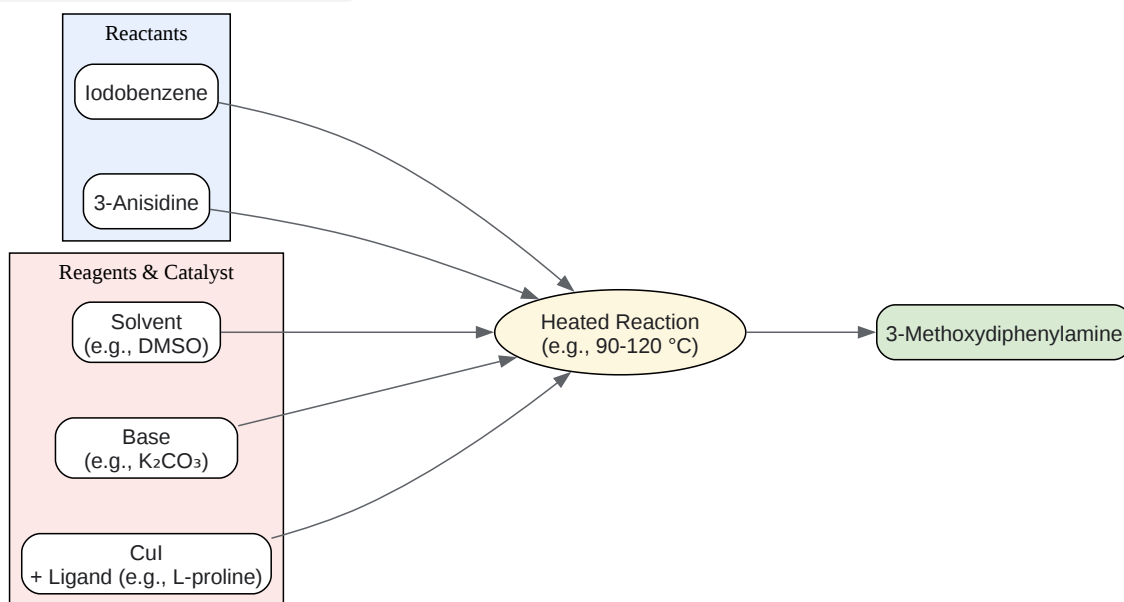 Reactants
Iodobenzene
3-Anisidine
Reagents & Catalyst
Solvent
(e.g., DMSO)
Base
(e.g., K₂CO₃)
CuI
+ Ligand (e.g., L-proline)
Heated Reaction
(e.g., 90-120 °C)
3-Methoxydiphenylamine